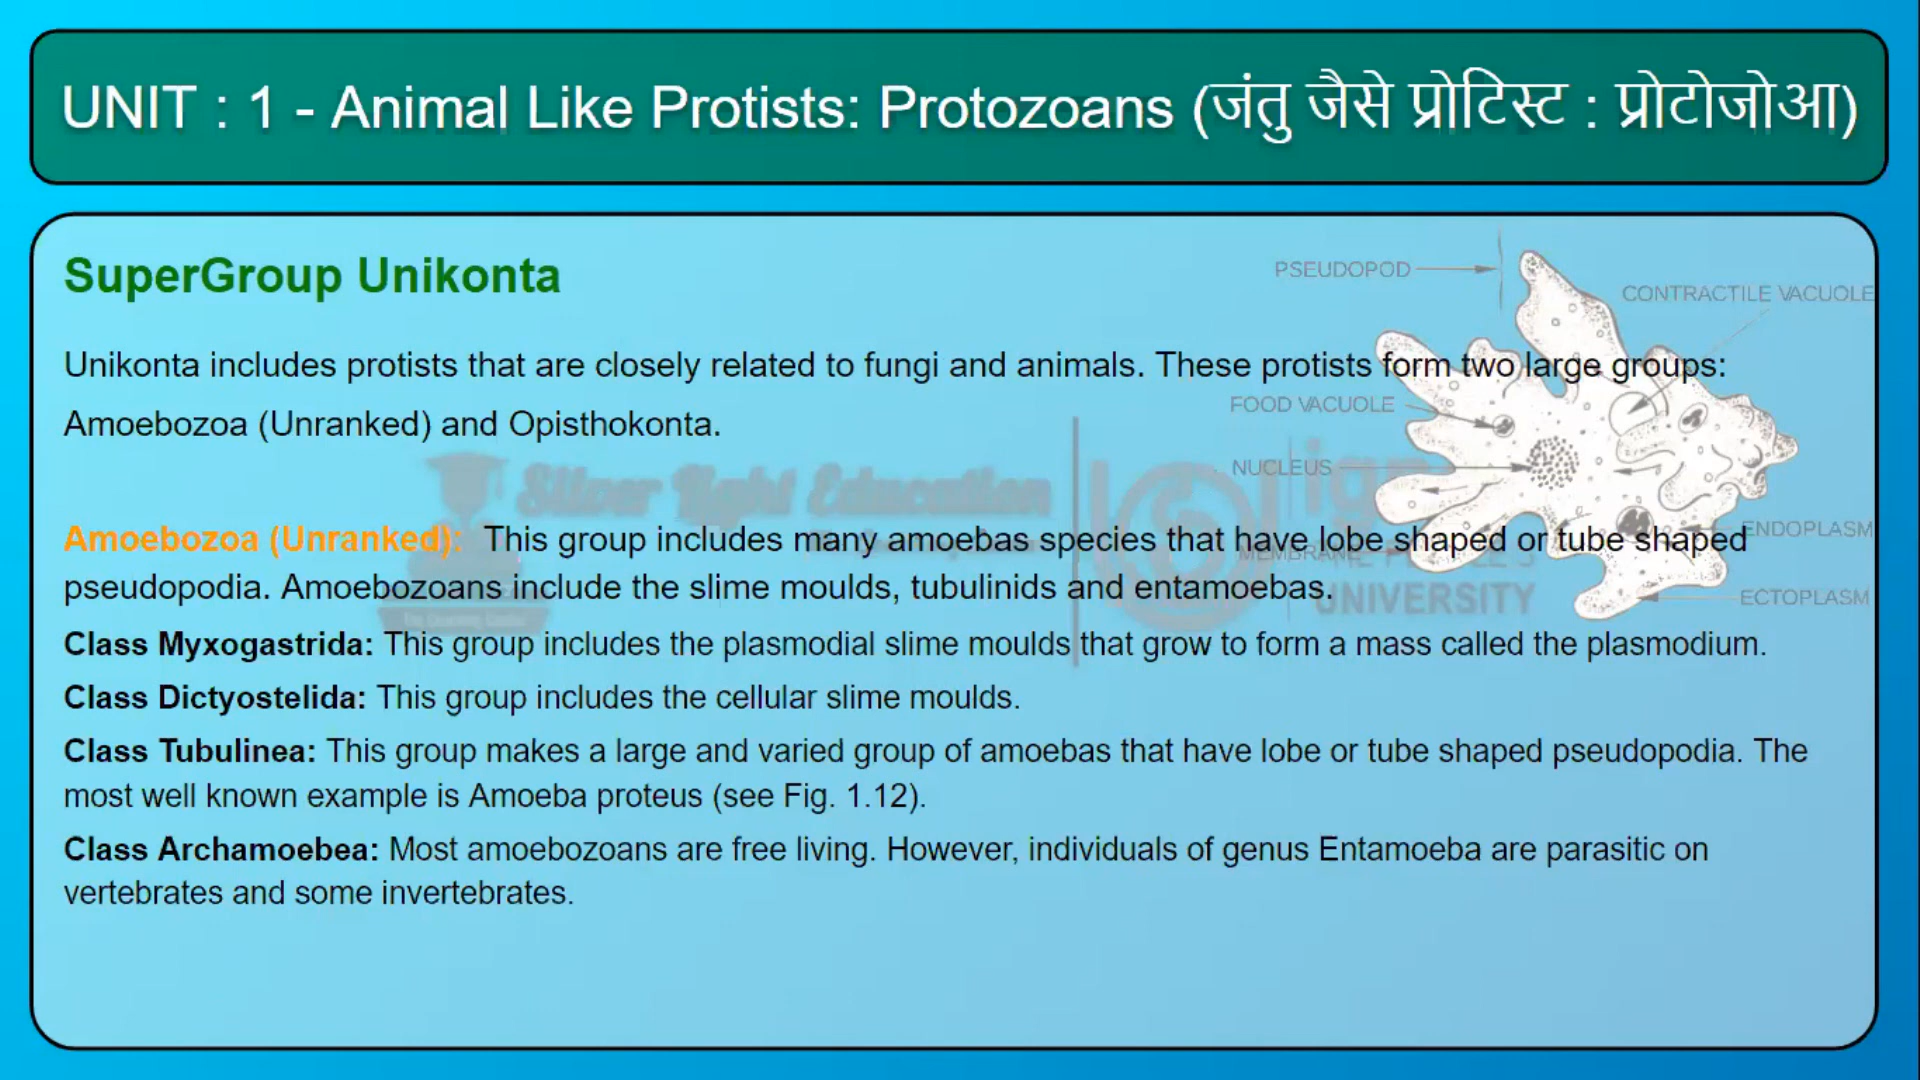 UNIT : 1 - Animal Like Protists: Protozoans (जंतु जैसे प्रोटिस्ट : प्रोटोजोआ)
SuperGroup Unikonta
PSEUDOPOD
CONTRACTILE VACUOLE
Unikonta includes protists that are closely related to fungi and animals. These protists form two large groups:
FOOD VACUOLE
Amoebozoa (Unranked) and Opisthokonta.
NUCLEUS
Silver Light Education
ENDOPLASM
Amoebozoa (Unranked): This group includes many amoebas species that have lobe shaped or tube shaped
MEMBRANE
pseudopodia. Amoebozoans include the slime moulds, tubulinids and entamoebas.
UNIVERSITY
ECTOPLASM
Class Myxogastrida: This group includes the plasmodial slime moulds that grow to form a mass called the plasmodium.
Class Dictyostelida: This group includes the cellular slime moulds.
Class Tubulinea: This group makes a large and varied group of amoebas that have lobe or tube shaped pseudopodia. The
most well known example is Amoeba proteus (see Fig. 1.12).
Class Archamoebea: Most amoebozoans are free living. However, individuals of genus Entamoeba are parasitic on
vertebrates and some invertebrates.